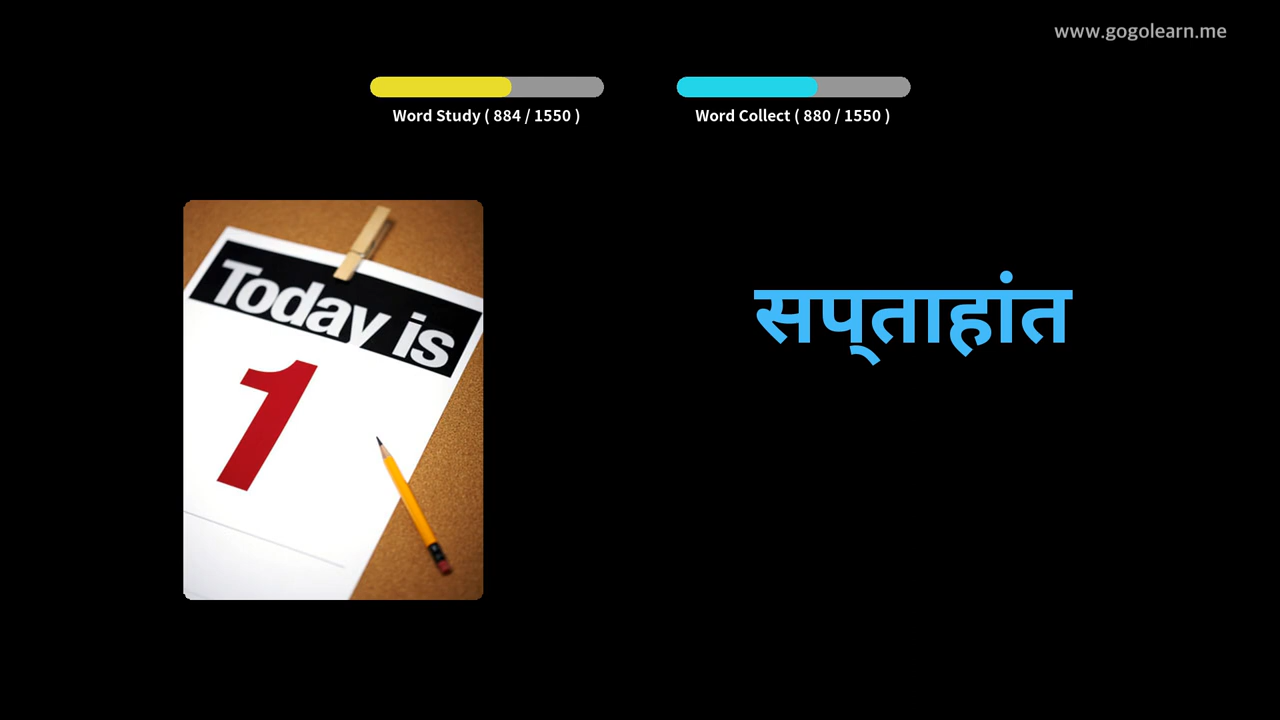 www.gogolearn.me
Word Study ( 884 / 1550 )
Word Collect ( 880 / 1550 )
Today is
1
सप्ताहांत